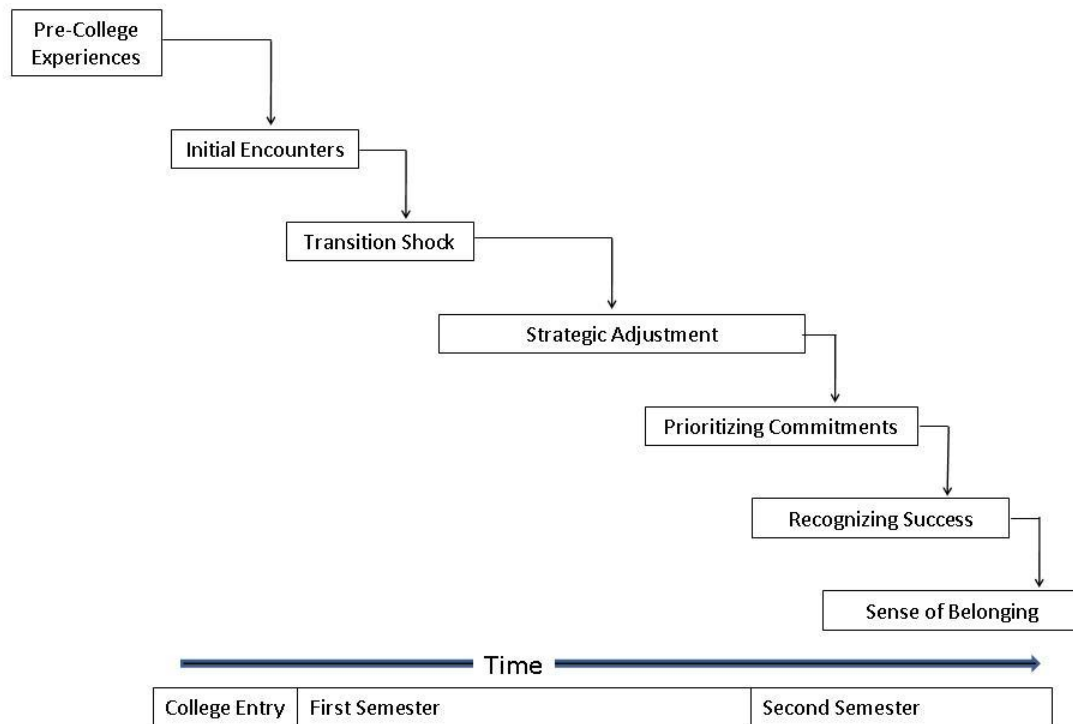 Pre-College
Experiences
Initial Encounters
Transition Shock
Strategic Adjustment
Prioritizing Commitments
Recognizing Success
Sense of Belonging
Time
College Entry First Semester Second Semester